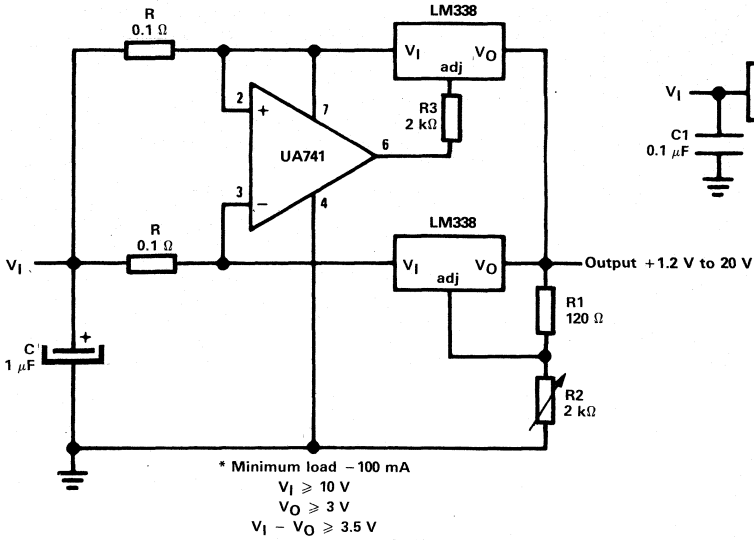 R
0.1 Ω
LM338
VI
VO
adj
2
+
7
R3
2 kΩ
UA741
6
3
−
4
VI
C1
0.1 μF
R
0.1 Ω
LM338
VI
VI
VO
adj
Output +1.2 V to 20 V
R1
120 Ω
+
C
1 μF
R2
2 kΩ
* Minimum load – 100 mA
VI ⩾ 10 V
VO ⩾ 3 V
VI – VO ⩾ 3.5 V